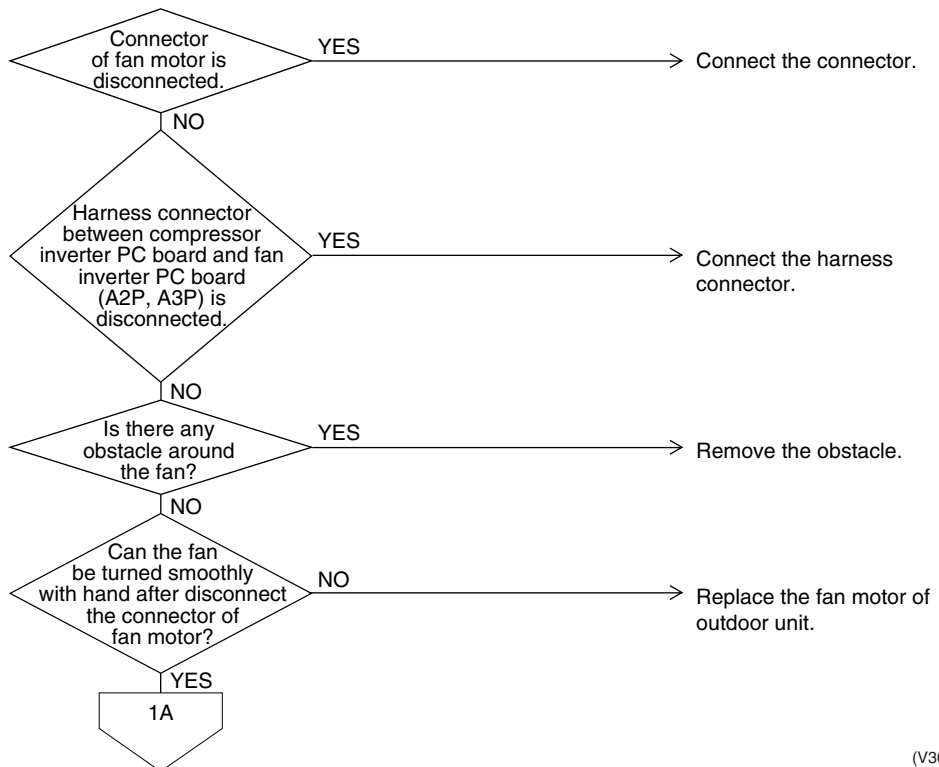 Connector
of fan motor is
disconnected.
YES
Connect the connector.
NO
Harness connector
between compressor
inverter PC board and fan
inverter PC board
(A2P, A3P) is
disconnected.
YES
Connect the harness
connector.
NO
Is there any
obstacle around
the fan?
YES
Remove the obstacle.
NO
Can the fan
be turned smoothly
with hand after disconnect
the connector of
fan motor?
NO
Replace the fan motor of
outdoor unit.
YES
1A